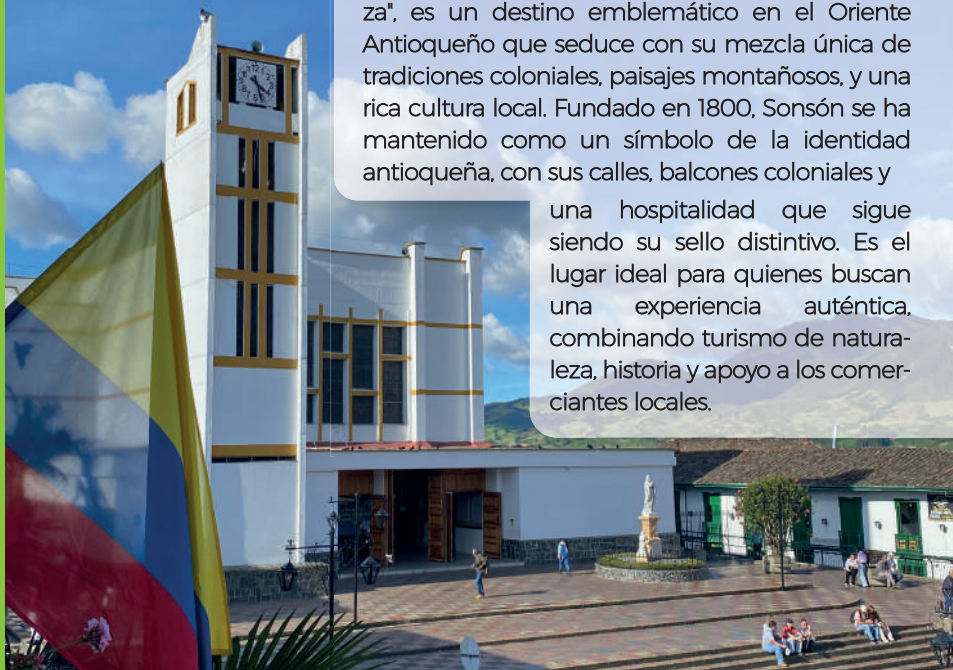 za", es un destino emblemático en el Oriente
Antioqueño que seduce con su mezcla única de
tradiciones coloniales, paisajes montañosos, y una
rica cultura local. Fundado en 1800, Sonsón se ha
mantenido como un símbolo de la identidad
antioqueña, con sus calles, balcones coloniales y
una hospitalidad que sigue
siendo su sello distintivo. Es el
lugar ideal para quienes buscan
una experiencia auténtica,
combinando turismo de natura-
leza, historia y apoyo a los comer-
ciantes locales.